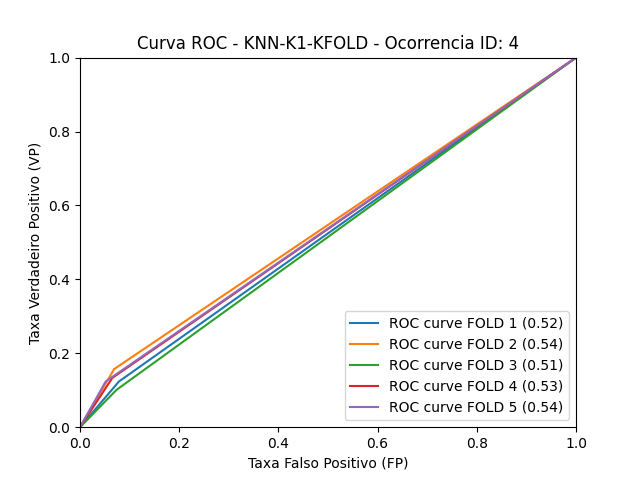 Curva ROC - KNN-K1-KFOLD - Ocorrencia ID: 4
Taxa Verdadeiro Positivo (VP)
1.0
0.8
0.6
0.4
0.2
0.0
ROC curve FOLD 1 (0.52)
ROC curve FOLD 2 (0.54)
ROC curve FOLD 3 (0.51)
ROC curve FOLD 4 (0.53)
ROC curve FOLD 5 (0.54)
0.0 0.2 0.4 0.6 0.8 1.0
Taxa Falso Positivo (FP)